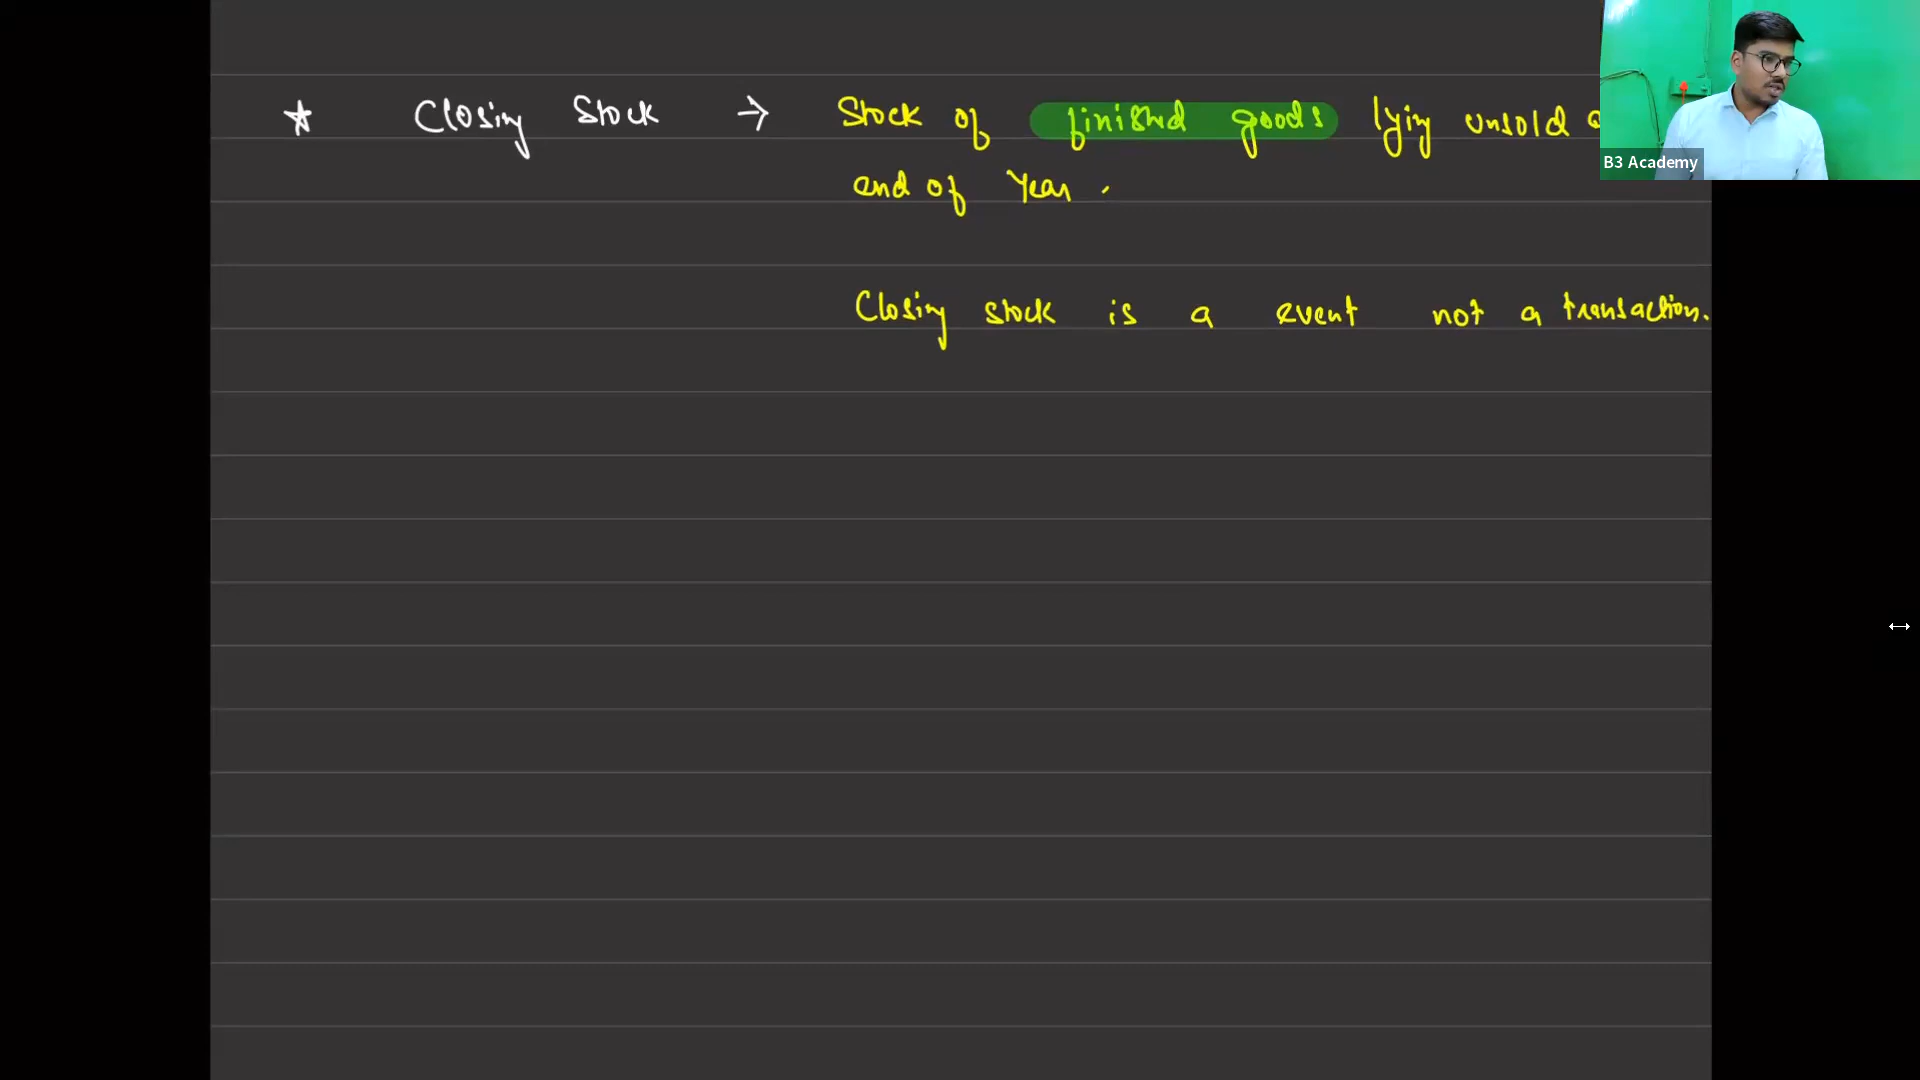 ☆ Closing Stock → Stock of finished goods lying unsold
end of Year.
Closing stock is a event not a transaction.
B3 Academy